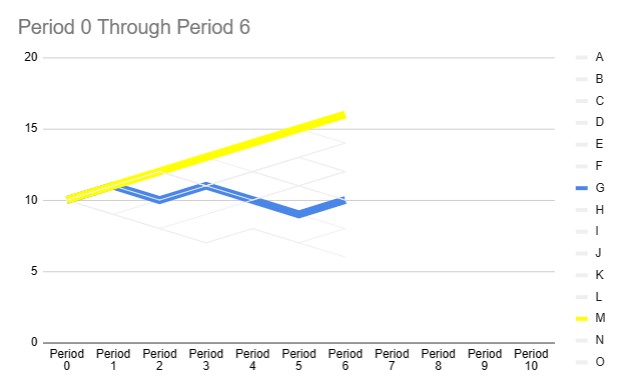 Period 0 Through Period 6
20
15
10
5
0
Period 0
Period 1
Period 2
Period 3
Period 4
Period 5
Period 6
Period 7
Period 8
Period 9
Period 10
A
B
C
D
E
F
G
H
I
J
K
L
M
N
O